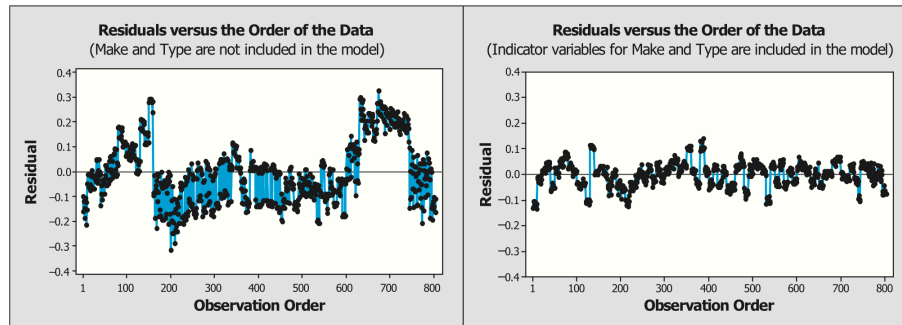 Residuals versus the Order of the Data
(Make and Type are not included in the model)
0.4
0.3
0.2
0.1
0.0
−0.1
−0.2
−0.3
−0.4
Residual
1 100 200 300 400 500 600 700 800
Observation Order
Residuals versus the Order of the Data
(Indicator variables for Make and Type are included in the model)
0.4
0.3
0.2
0.1
0.0
−0.1
−0.2
−0.3
−0.4
Residual
1 100 200 300 400 500 600 700 800
Observation Order